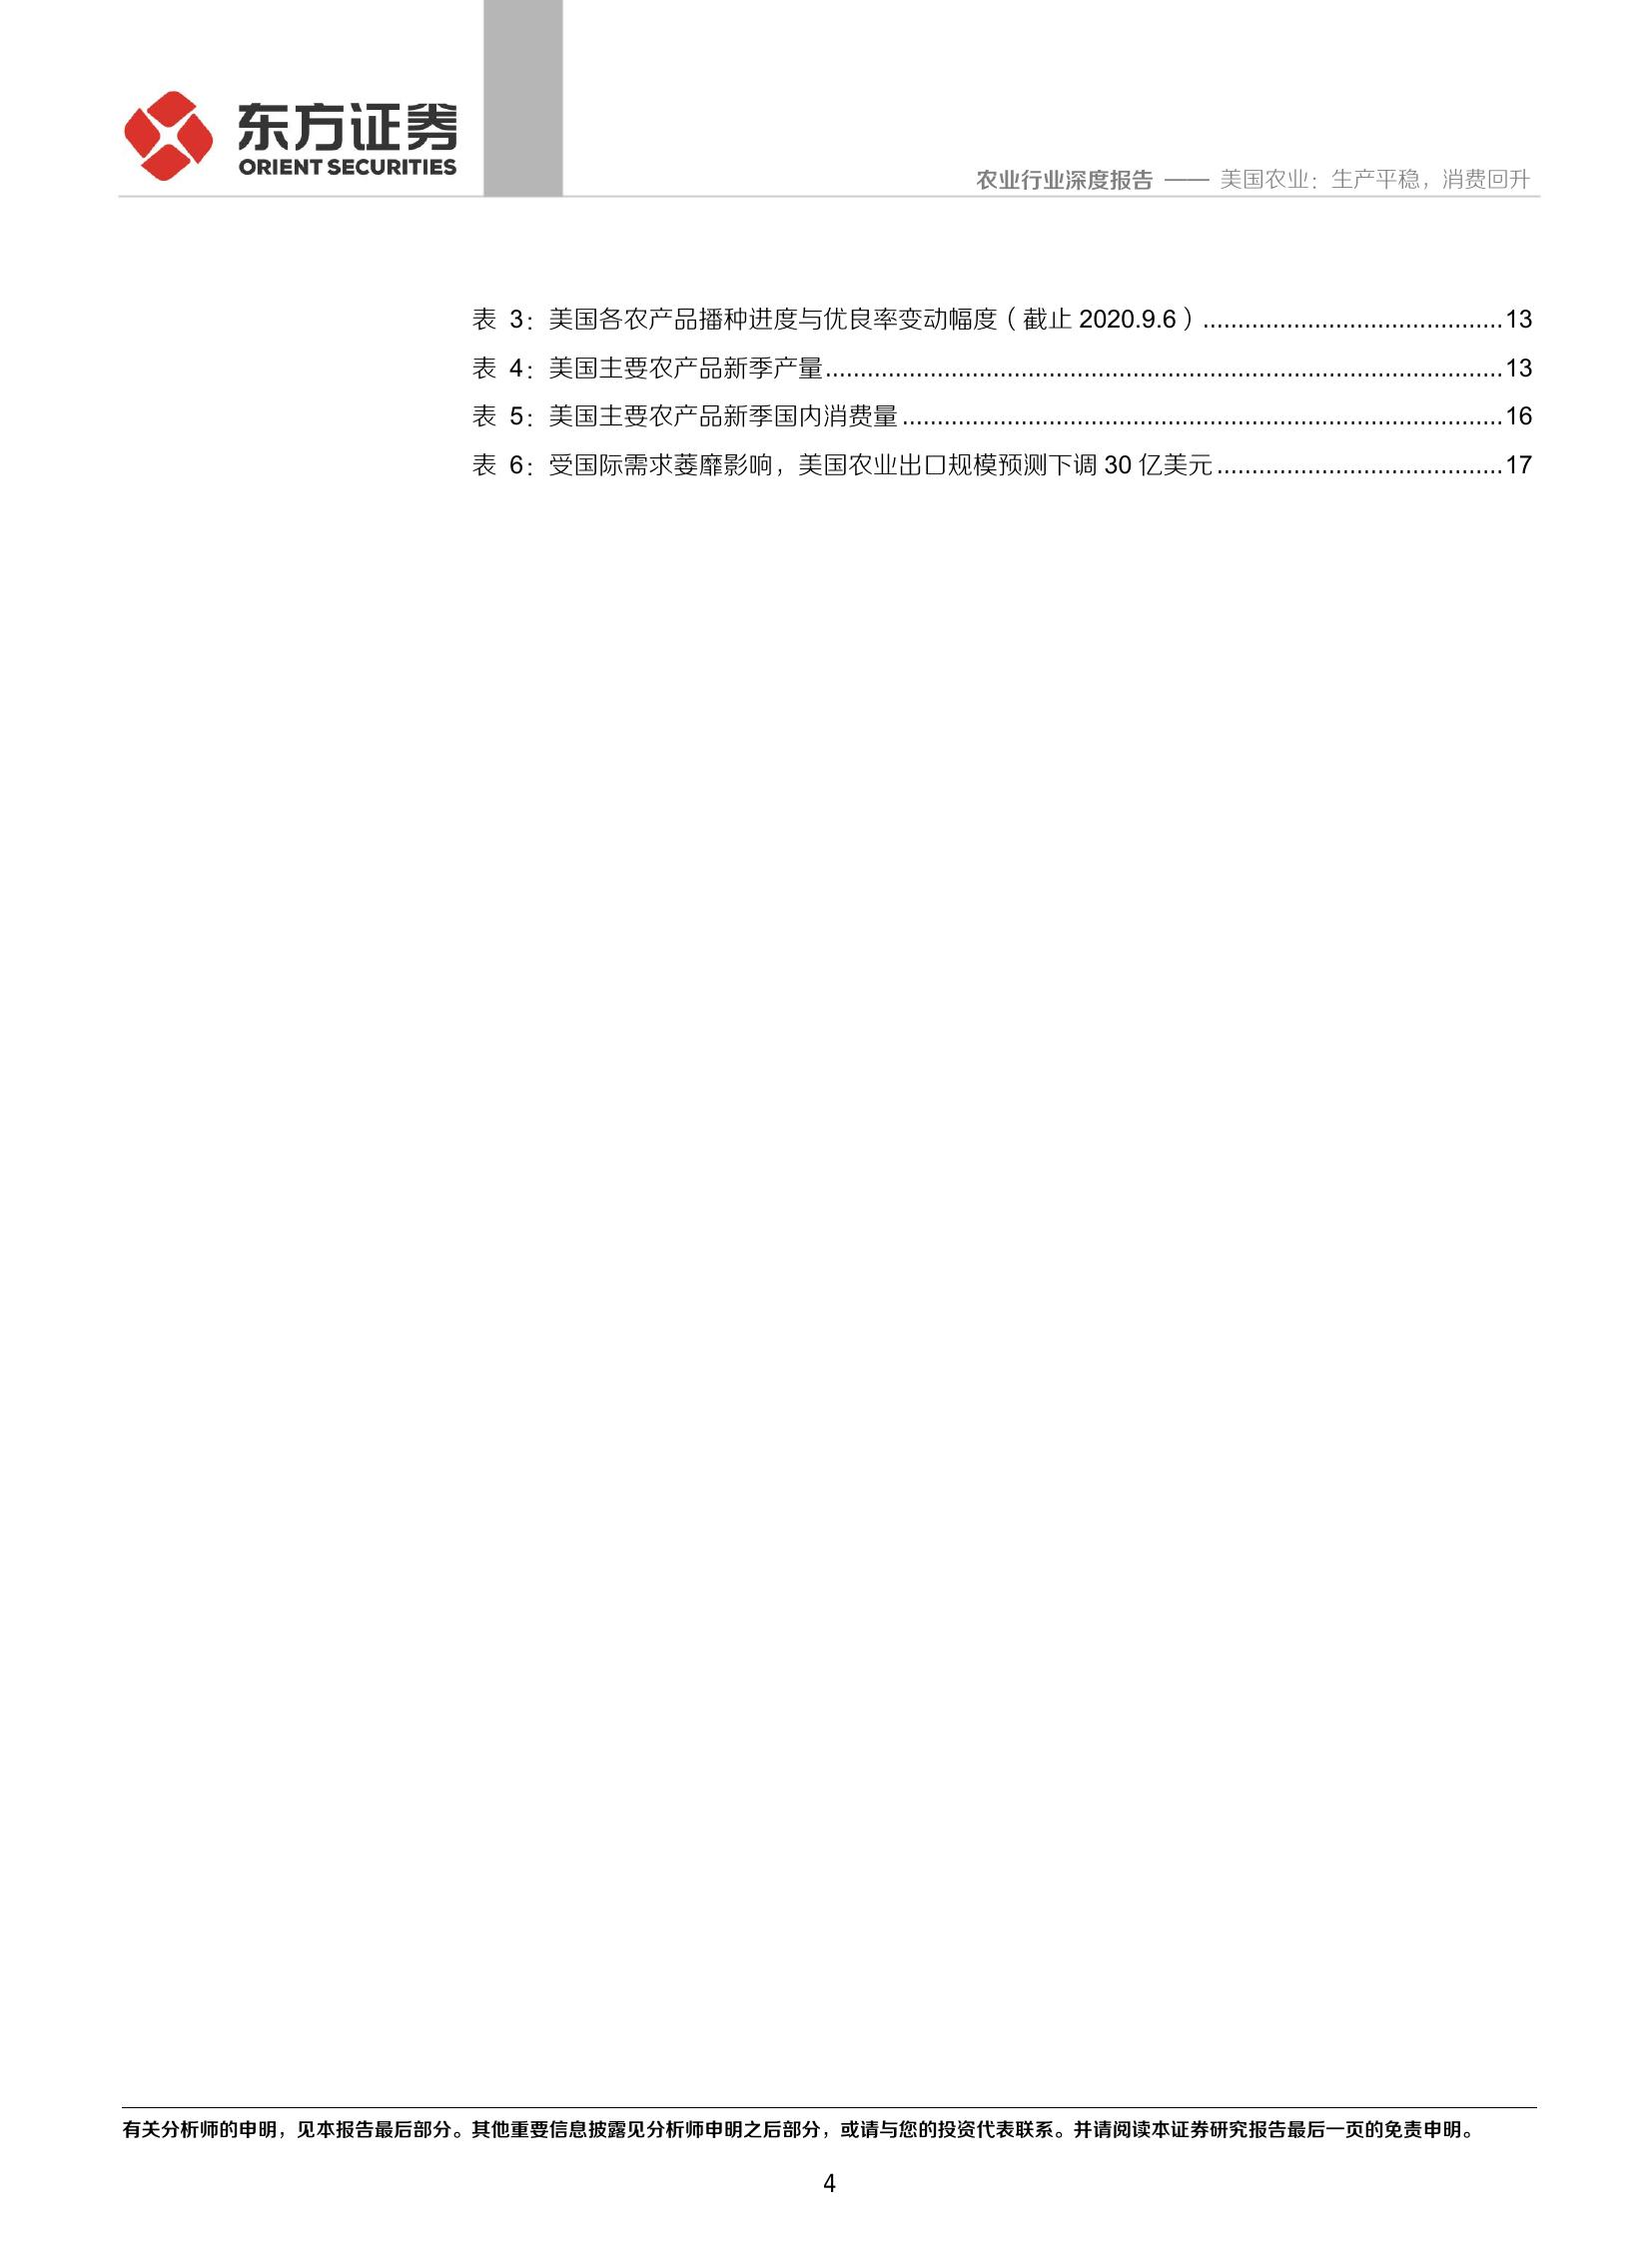 东方证券
ORIENT SECURITIES
农业行业深度报告 —— 美国农业：生产平稳，消费回升
表 3：美国各农产品播种进度与优良率变动幅度（截止 2020.9.6）...........................................13
表 4：美国主要农产品新季产量.................................................................................................13
表 5：美国主要农产品新季国内消费量......................................................................................16
表 6：受国际需求萎靡影响，美国农业出口规模预测下调 30 亿美元.........................................17
有关分析师的申明，见本报告最后部分。其他重要信息披露见分析师申明之后部分，或请与您的投资代表联系。并请阅读本证券研究报告最后一页的免责申明。
4